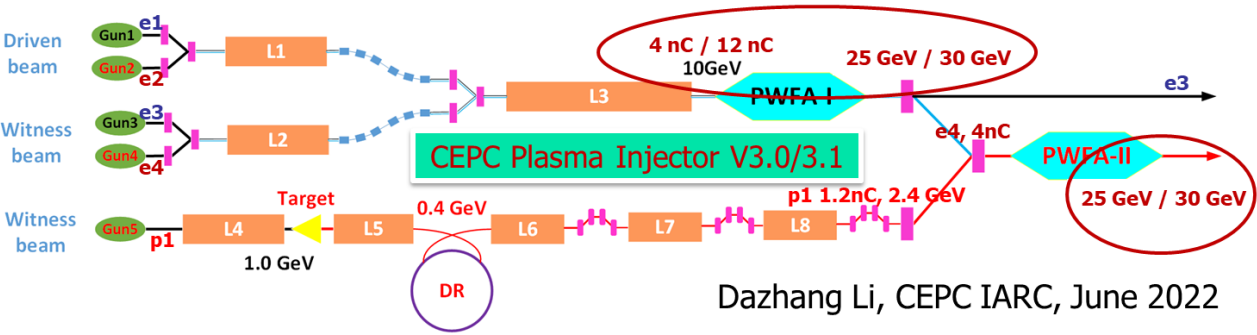 Driven
beam
Gun1
e1
Gun2
e2
L1
4 nC / 12 nC
10GeV
L3
PWFA-I
25 GeV / 30 GeV
e3
Witness
beam
Gun3
e3
Gun4
e4
L2
CEPC Plasma Injector V3.0/3.1
e4, 4nC
PWFA-II
25 GeV / 30 GeV
Witness
beam
Gun5
p1
L4
Target
1.0 GeV
L5
0.4 GeV
DR
L6
L7
L8
p1 1.2nC, 2.4 GeV
Dazhang Li, CEPC IARC, June 2022